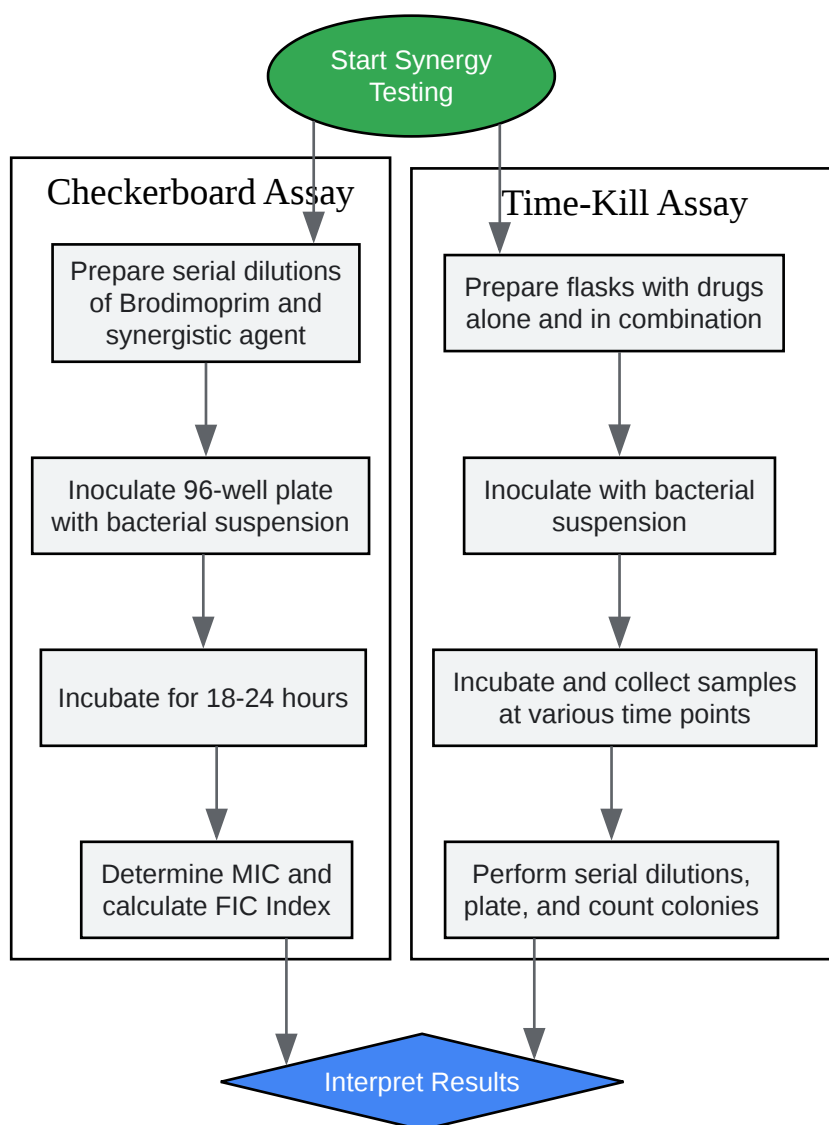 Start Synergy
Testing
Checkerboard Assay
Prepare serial dilutions
of Brodimoprim and
synergistic agent
Inoculate 96-well plate
with bacterial suspension
Incubate for 18-24 hours
Determine MIC and
calculate FIC Index
Time-Kill Assay
Prepare flasks with drugs
alone and in combination
Inoculate with bacterial
suspension
Incubate and collect samples
at various time points
Perform serial dilutions,
plate, and count colonies
Interpret Results